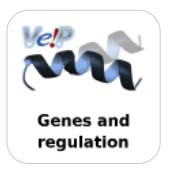 Ve!P
Genes and
regulation